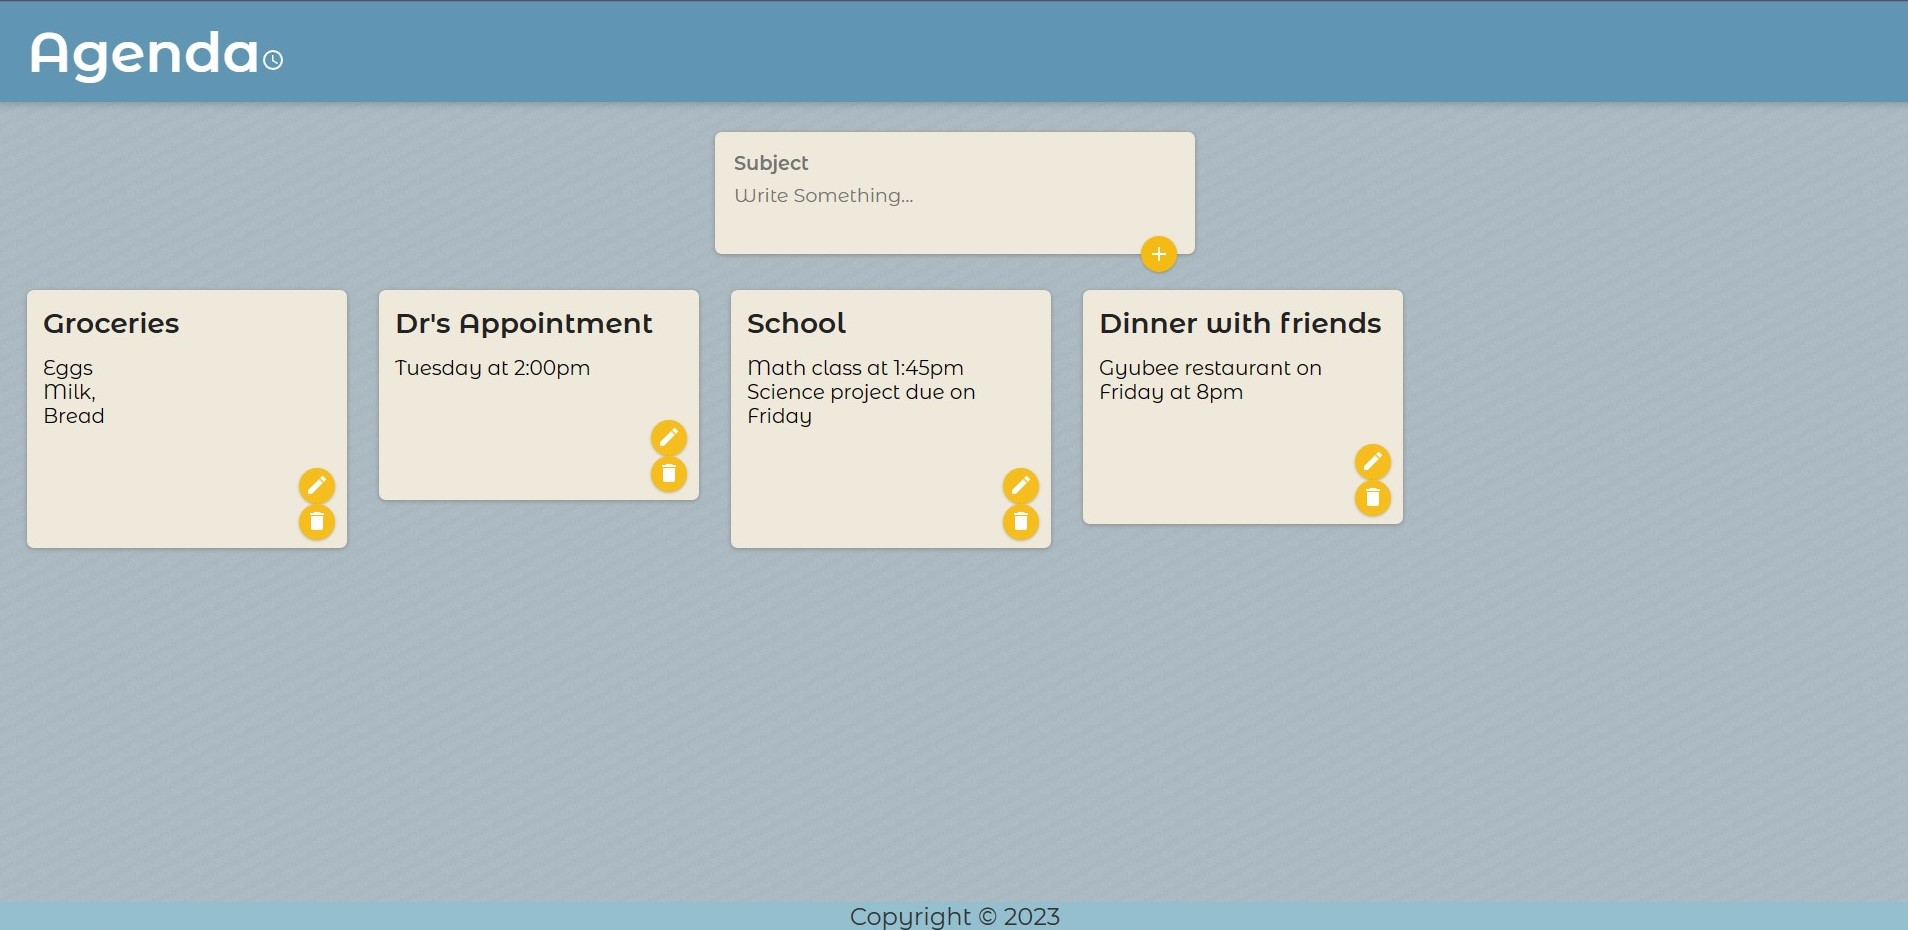 Agenda
Subject
Write Something...
Groceries
Eggs
Milk,
Bread
Dr's Appointment
Tuesday at 2:00pm
School
Math class at 1:45pm
Science project due on
Friday
Dinner with friends
Gyubee restaurant on
Friday at 8pm
Copyright © 2023